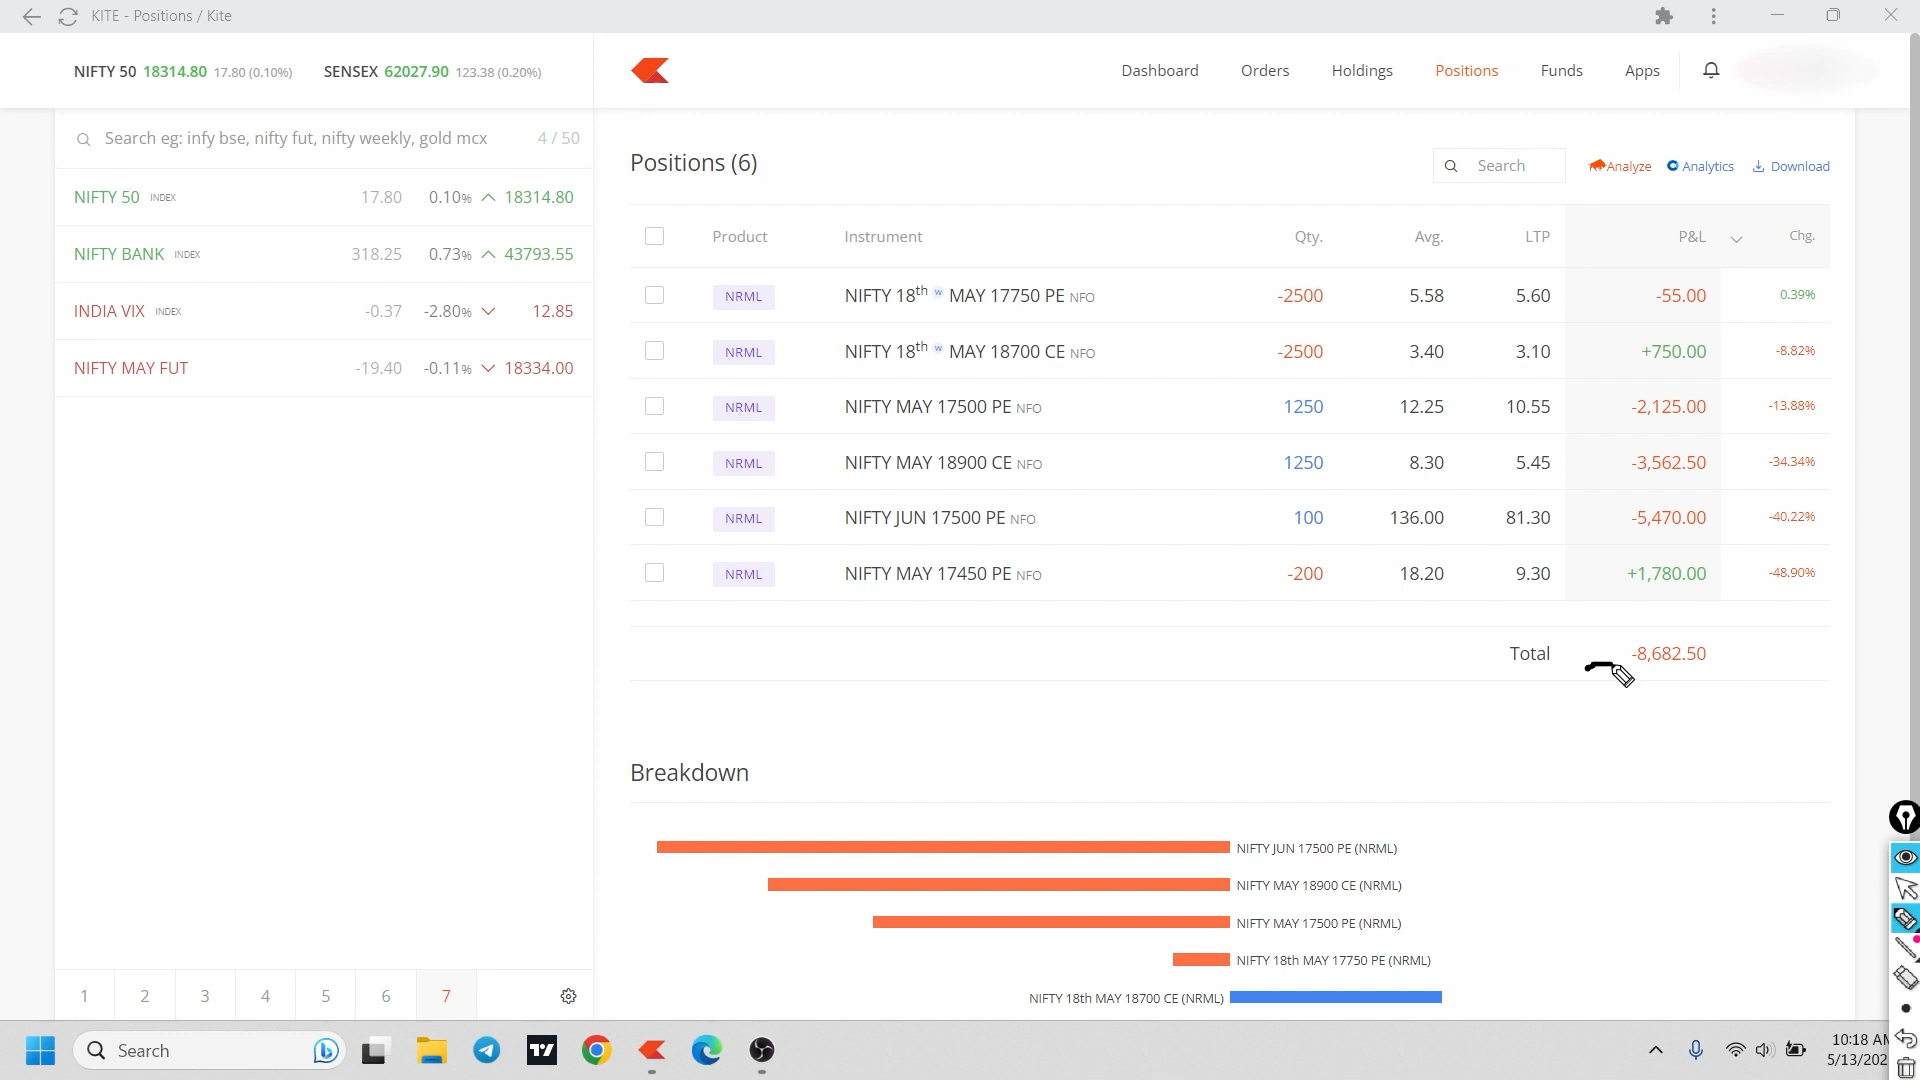 KITE - Positions / Kite
NIFTY 50 18314.80 17.80 (0.10%) SENSEX 62027.90 123.38 (0.20%)
Dashboard Orders Holdings Positions Funds Apps
Search eg: infy bse, nifty fut, nifty weekly, gold mcx 4 / 50
NIFTY 50 INDEX 17.80 0.10% 18314.80
NIFTY BANK INDEX 318.25 0.73% 43793.55
INDIA VIX INDEX -0.37 -2.80% 12.85
NIFTY MAY FUT -19.40 -0.11% 18334.00
1 2 3 4 5 6 7
Positions (6)
Search Analyze Analytics Download
Product Instrument Qty. Avg. LTP P&L Chg.
NRML NIFTY 18th w MAY 17750 PE NFO -2500 5.58 5.60 -55.00 0.39%
NRML NIFTY 18th w MAY 18700 CE NFO -2500 3.40 3.10 +750.00 -8.82%
NRML NIFTY MAY 17500 PE NFO 1250 12.25 10.55 -2,125.00 -13.88%
NRML NIFTY MAY 18900 CE NFO 1250 8.30 5.45 -3,562.50 -34.34%
NRML NIFTY JUN 17500 PE NFO 100 136.00 81.30 -5,470.00 -40.22%
NRML NIFTY MAY 17450 PE NFO -200 18.20 9.30 +1,780.00 -48.90%
Total -8,682.50
Breakdown
NIFTY JUN 17500 PE (NRML)
NIFTY MAY 18900 CE (NRML)
NIFTY MAY 17500 PE (NRML)
NIFTY 18th MAY 17750 PE (NRML)
NIFTY 18th MAY 18700 CE (NRML)
Search
10:18 AM
5/13/202